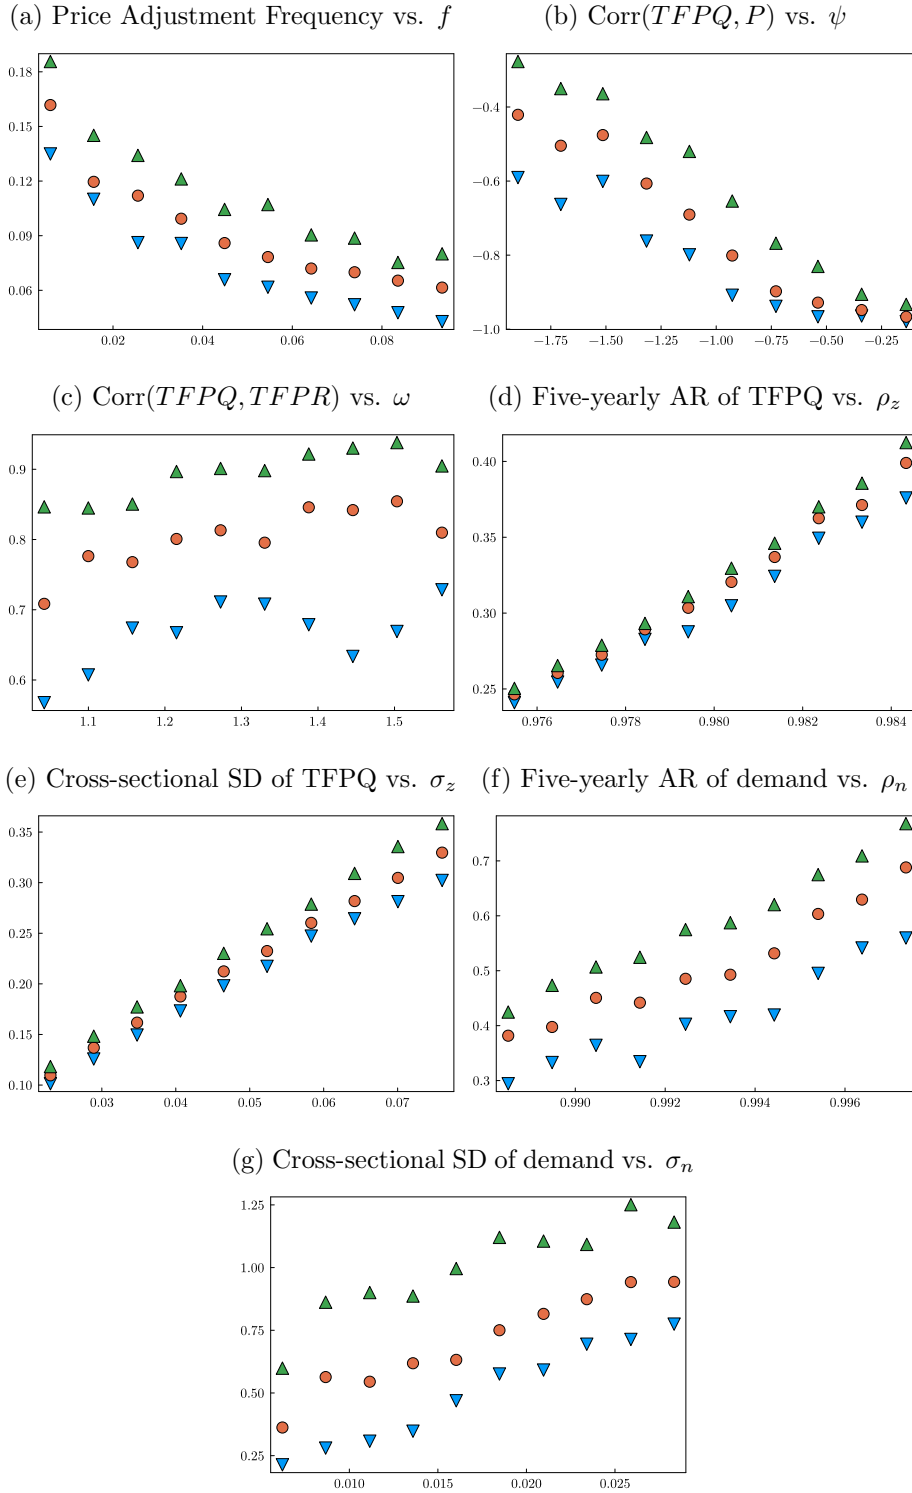 (a) Price Adjustment Frequency vs. f
0.18
0.15
0.12
0.09
0.06
0.02 0.04 0.06 0.08
(b) Corr(TFPQ, P) vs. ψ
−0.4
−0.6
−0.8
−1.0
−1.75 −1.50 −1.25 −1.00 −0.75 −0.50 −0.25
(c) Corr(TFPQ, TFPR) vs. ω
0.9
0.8
0.7
0.6
1.1 1.2 1.3 1.4 1.5
(d) Five-yearly AR of TFPQ vs. ρz
0.40
0.35
0.30
0.25
0.976 0.978 0.980 0.982 0.984
(e) Cross-sectional SD of TFPQ vs. σz
0.35
0.30
0.25
0.20
0.15
0.10
0.03 0.04 0.05 0.06 0.07
(f) Five-yearly AR of demand vs. ρn
0.7
0.6
0.5
0.4
0.3
0.990 0.992 0.994 0.996
(g) Cross-sectional SD of demand vs. σn
1.25
1.00
0.75
0.50
0.25
0.010 0.015 0.020 0.025